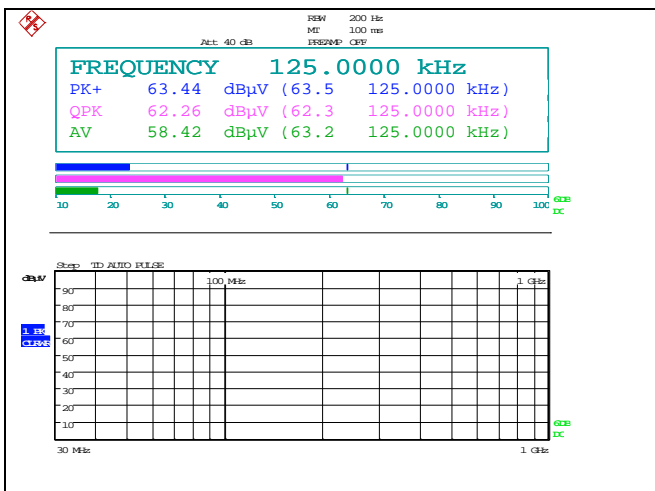 R S
RBW 200 Hz
MT 100 ms
Att 40 dB PREAMP OFF
FREQUENCY 125.0000 kHz
PK+ 63.44 dBµV (63.5 125.0000 kHz)
QPK 62.26 dBµV (62.3 125.0000 kHz)
AV 58.42 dBµV (63.2 125.0000 kHz)
10 20 30 40 50 60 70 80 90 100
6DB
DC
Step TD AUTO PULSE
dBµV
100 MHz 1 GHz
90
80
70
1 PK
CLRWR
60
50
40
30
20
10
6DB
DC
30 MHz 1 GHz